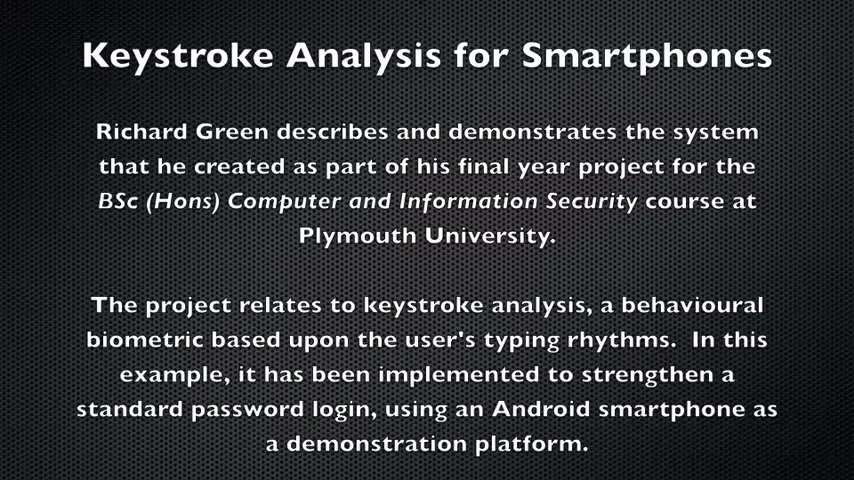 Keystroke Analysis for Smartphones
Richard Green describes and demonstrates the system
that he created as part of his final year project for the
BSc (Hons) Computer and Information Security course at
Plymouth University.
The project relates to keystroke analysis, a behavioural
biometric based upon the user's typing rhythms.  In this
example, it has been implemented to strengthen a
standard password login, using an Android smartphone as
a demonstration platform.